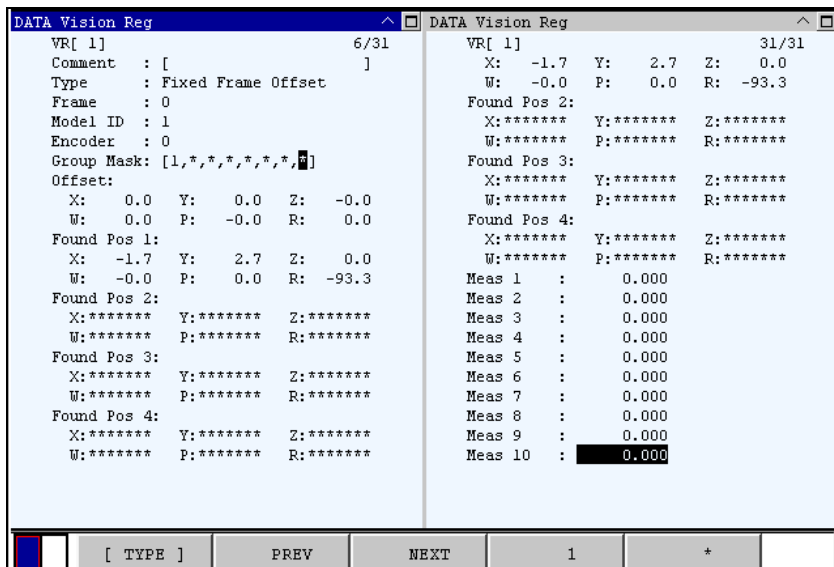 DATA Vision Reg
VR[ 1] 6/31
Comment : [ ]
Type : Fixed Frame Offset
Frame : 0
Model ID : 1
Encoder : 0
Group Mask: [1,*,*,*,*,*,*,*]
Offset:
X: 0.0 Y: 0.0 Z: -0.0
W: 0.0 P: -0.0 R: 0.0
Found Pos 1:
X: -1.7 Y: 2.7 Z: 0.0
W: -0.0 P: 0.0 R: -93.3
Found Pos 2:
X:******* Y:******* Z:*******
W:******* P:******* R:*******
Found Pos 3:
X:******* Y:******* Z:*******
W:******* P:******* R:*******
Found Pos 4:
X:******* Y:******* Z:*******
W:******* P:******* R:*******
DATA Vision Reg
VR[ 1] 31/31
X: -1.7 Y: 2.7 Z: 0.0
W: -0.0 P: 0.0 R: -93.3
Found Pos 2:
X:******* Y:******* Z:*******
W:******* P:******* R:*******
Found Pos 3:
X:******* Y:******* Z:*******
W:******* P:******* R:*******
Found Pos 4:
X:******* Y:******* Z:*******
W:******* P:******* R:*******
Meas 1 : 0.000
Meas 2 : 0.000
Meas 3 : 0.000
Meas 4 : 0.000
Meas 5 : 0.000
Meas 6 : 0.000
Meas 7 : 0.000
Meas 8 : 0.000
Meas 9 : 0.000
Meas 10 : 0.000
[ TYPE ] PREV NEXT 1 *